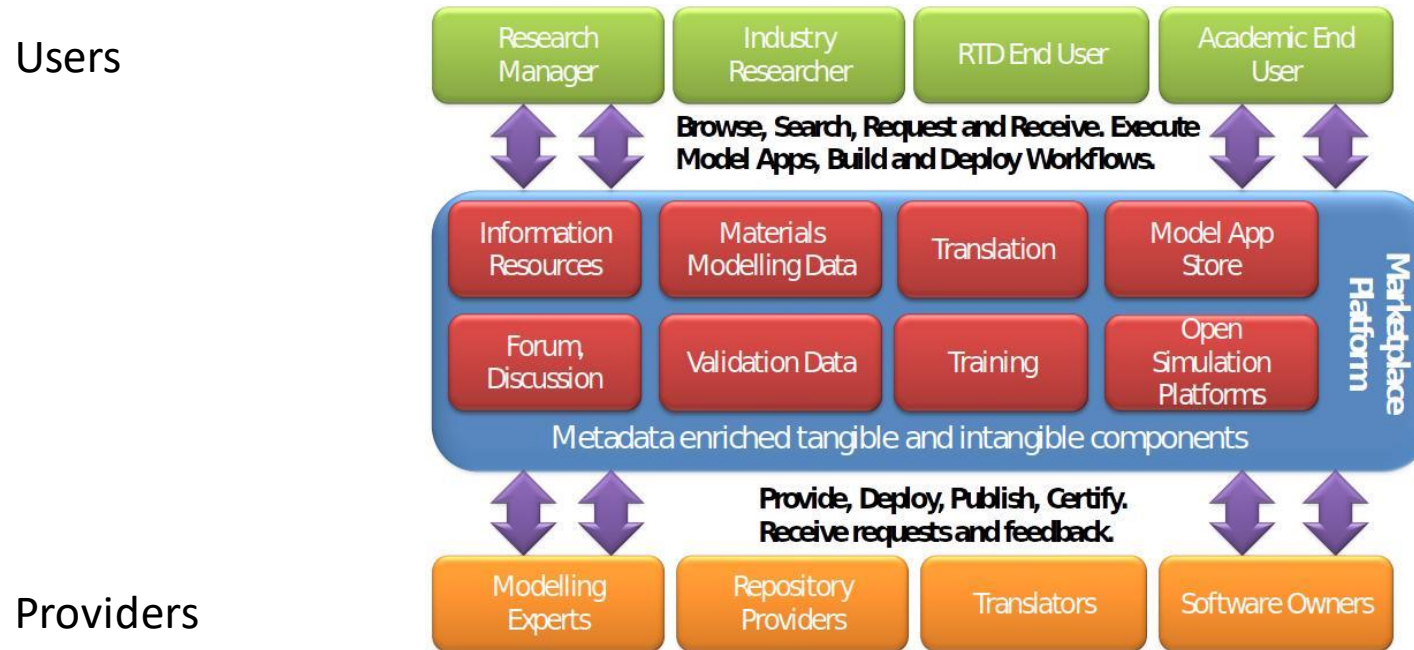 Users
Research
Manager
Industry
Researcher
RTD End User
Academic End
User
Browse, Search, Request and Receive. Execute
Model Apps, Build and Deploy Workflows.
Information
Resources
Materials
Modelling Data
Translation
Model App
Store
Forum,
Discussion
Validation Data
Training
Open
Simulation
Platforms
Marketplace
Platform
Metadata enriched tangible and intangible components
Provide, Deploy, Publish, Certify.
Receive requests and feedback.
Providers
Modelling
Experts
Repository
Providers
Translators
Software Owners